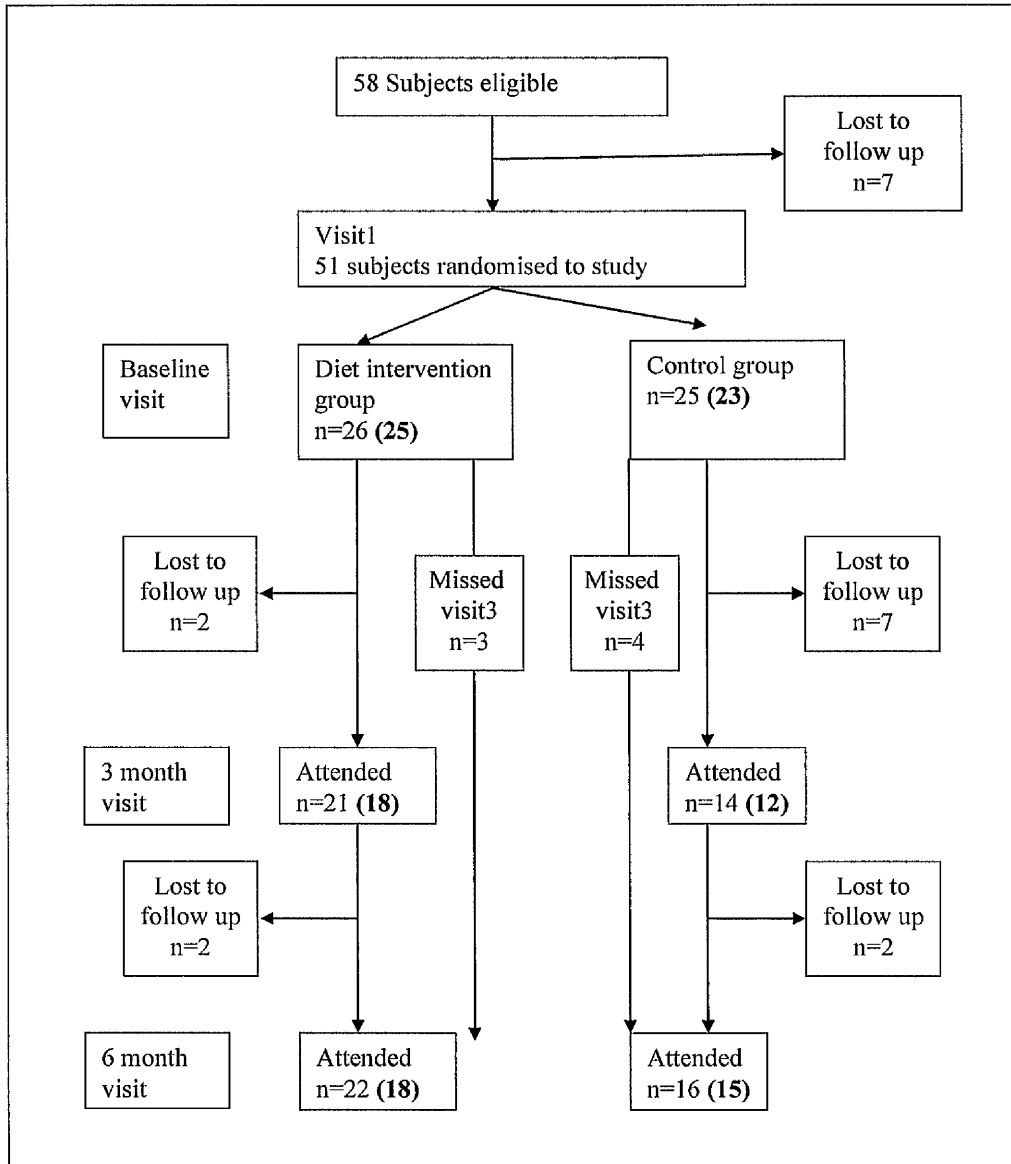 58 Subjects eligible
Lost to
follow up
n=7
Visit1
51 subjects randomised to study
Baseline
visit
Diet intervention
group
n=26 (25)
Control group
n=25 (23)
Lost to
follow up
n=2
Missed
visit3
n=3
Missed
visit3
n=4
Lost to
follow up
n=7
3 month
visit
Attended
n=21 (18)
Attended
n=14 (12)
Lost to
follow up
n=2
Lost to
follow up
n=2
6 month
visit
Attended
n=22 (18)
Attended
n=16 (15)